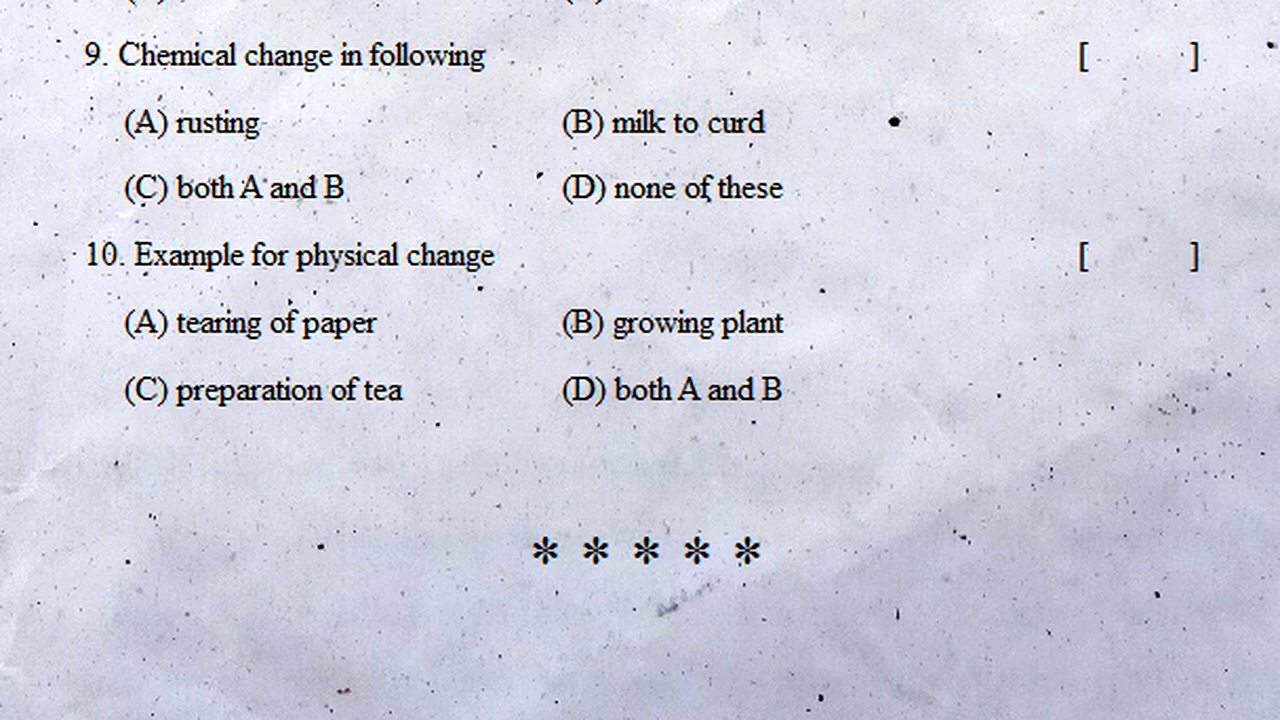 9. Chemical change in following [ ]
(A) rusting (B) milk to curd
(C) both A and B (D) none of these
10. Example for physical change [ ]
(A) tearing of paper (B) growing plant
(C) preparation of tea (D) both A and B
* * * * *